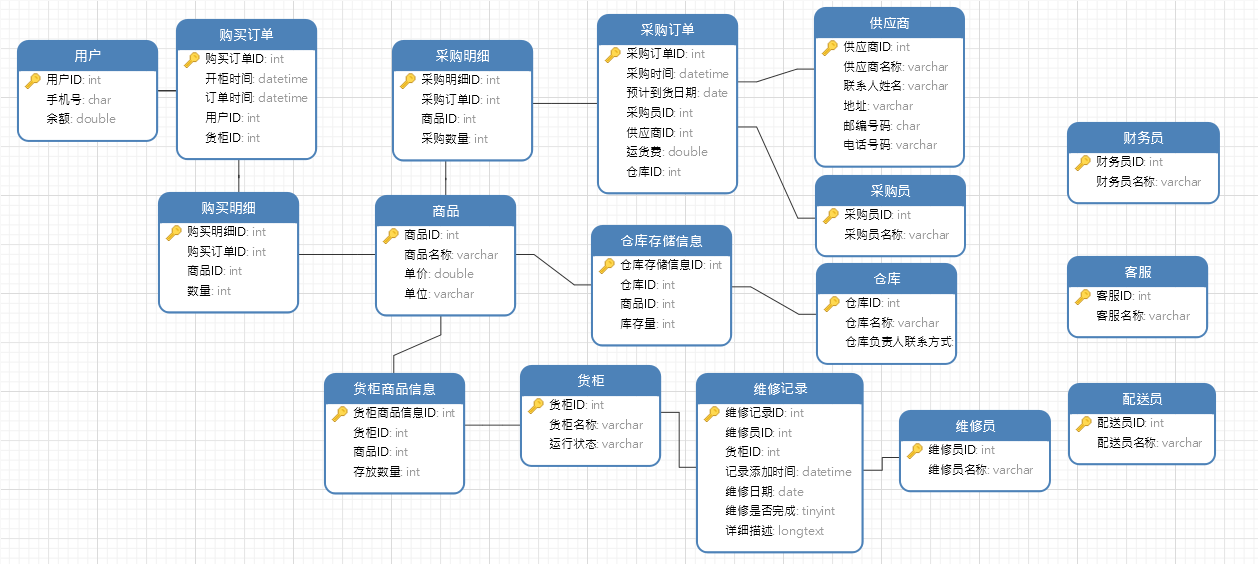 用户
用户ID: int
手机号: char
余额: double
购买订单
购买订单ID: int
开柜时间: datetime
订单时间: datetime
用户ID: int
货柜ID: int
采购明细
采购明细ID: int
采购订单ID: int
商品ID: int
采购数量: int
采购订单
采购订单ID: int
采购时间: datetime
预计到货日期: date
采购员ID: int
供应商ID: int
运货费: double
仓库ID: int
供应商
供应商ID: int
供应商名称: varchar
联系人姓名: varchar
地址: varchar
邮编号码: char
电话号码: varchar
财务员
财务员ID: int
财务员名称: varchar
购买明细
购买明细ID: int
购买订单ID: int
商品ID: int
数量: int
商品
商品ID: int
商品名称: varchar
单价: double
单位: varchar
仓库存储信息
仓库存储信息ID: int
仓库ID: int
商品ID: int
库存量: int
采购员
采购员ID: int
采购员名称: varchar
仓库
仓库ID: int
仓库名称: varchar
仓库负责人联系方式:
客服
客服ID: int
客服名称: varchar
货柜商品信息
货柜商品信息ID: int
货柜ID: int
商品ID: int
存放数量: int
货柜
货柜ID: int
货柜名称: varchar
运行状态: varchar
维修记录
维修记录ID: int
维修员ID: int
货柜ID: int
记录添加时间: datetime
维修日期: date
维修是否完成: tinyint
详细描述: longtext
维修员
维修员ID: int
维修员名称: varchar
配送员
配送员ID: int
配送员名称: varchar